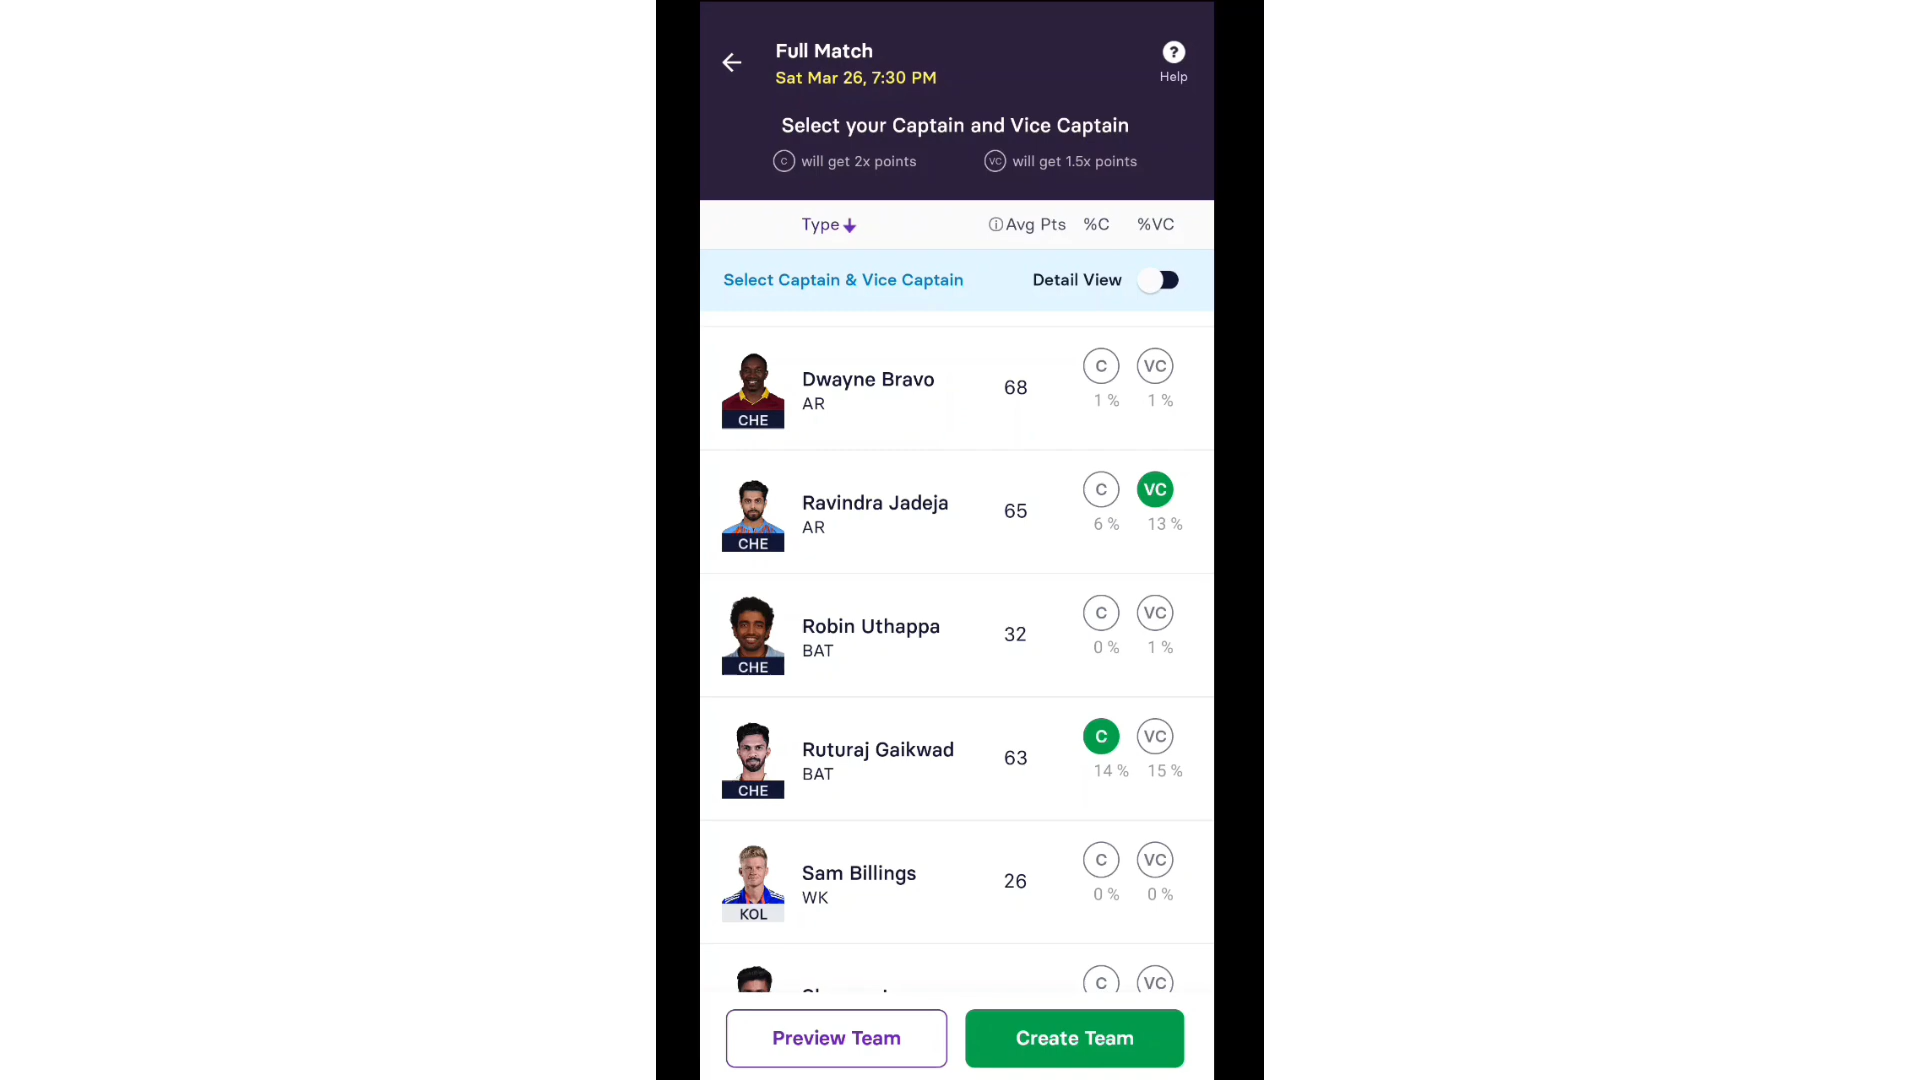 Full Match
Sat Mar 26, 7:30 PM
?
Help
Select your Captain and Vice Captain
C will get 2x points
VC will get 1.5x points
Type
Avg Pts %C %VC
Select Captain & Vice Captain
Detail View
Dwayne Bravo
AR
CHE
68
C VC
1 % 1 %
Ravindra Jadeja
AR
CHE
65
C VC
6 % 13 %
Robin Uthappa
BAT
CHE
32
C VC
0 % 1 %
Ruturaj Gaikwad
BAT
CHE
63
C VC
14 % 15 %
Sam Billings
WK
KOL
26
C VC
0 % 0 %
C VC
Preview Team
Create Team